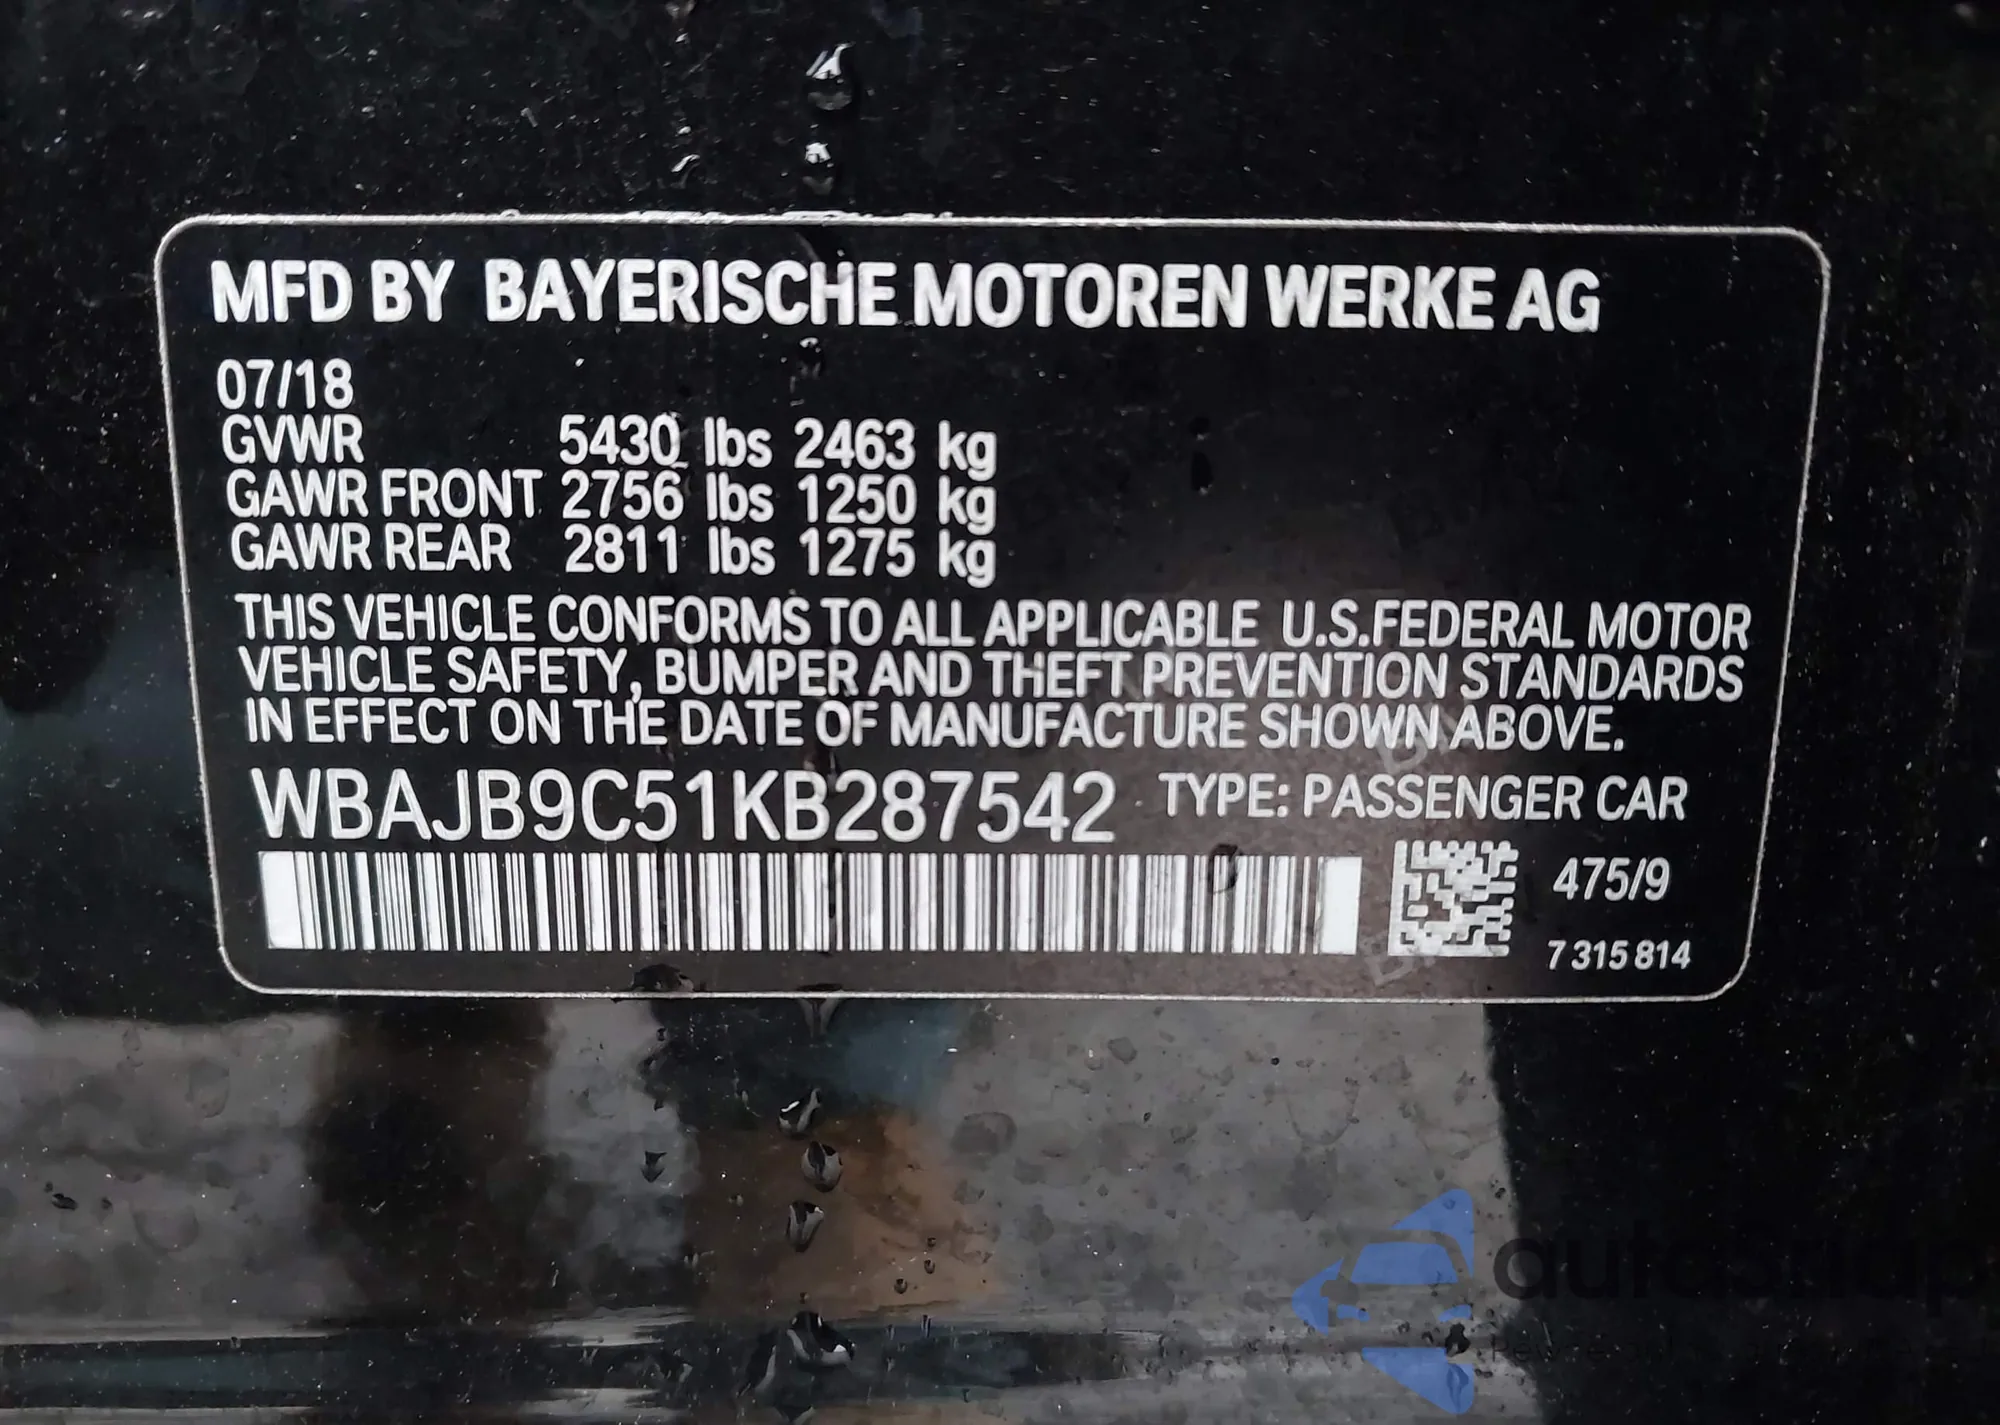 MFD BY BAYERISCHE MOTOREN WERKE AG
07/18
GVWR 5430 lbs 2463 kg
GAWR FRONT 2756 lbs 1250 kg
GAWR REAR 2811 lbs 1275 kg
THIS VEHICLE CONFORMS TO ALL APPLICABLE U.S.FEDERAL MOTOR
VEHICLE SAFETY, BUMPER AND THEFT PREVENTION STANDARDS
IN EFFECT ON THE DATE OF MANUFACTURE SHOWN ABOVE.
WBAJB9C51KB287542 TYPE: PASSENGER CAR
475/9
7 315 814